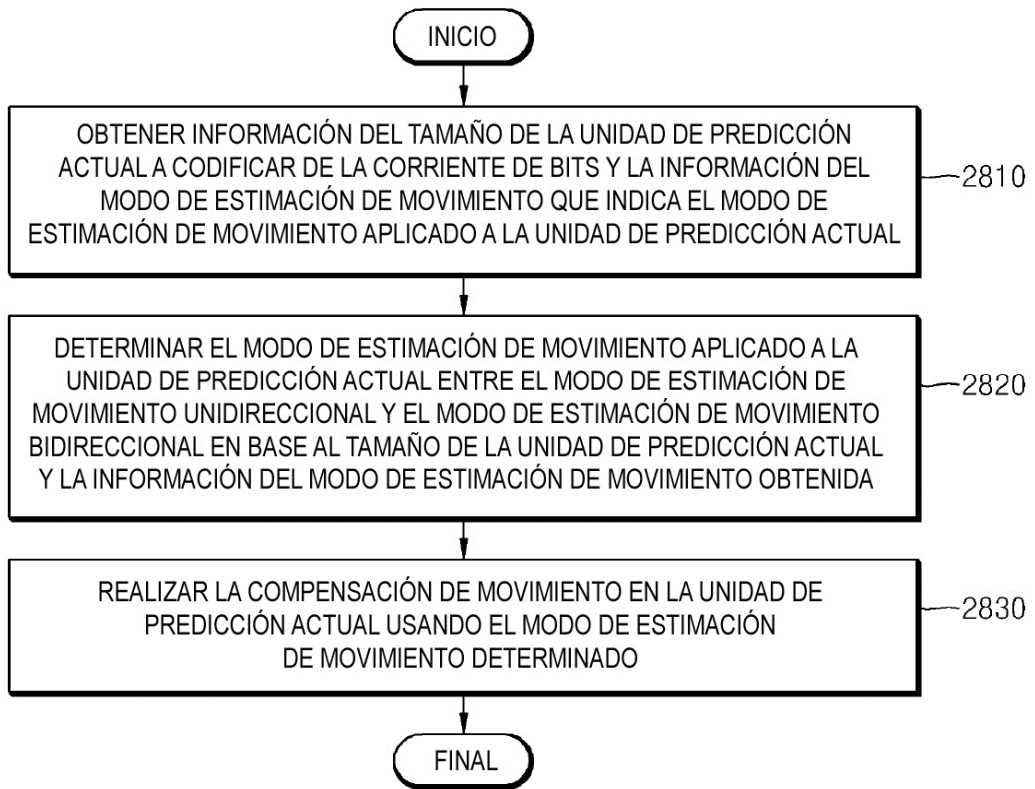 INICIO
OBTENER INFORMACIÓN DEL TAMAÑO DE LA UNIDAD DE PREDICCIÓN
ACTUAL A CODIFICAR DE LA CORRIENTE DE BITS Y LA INFORMACIÓN DEL
MODO DE ESTIMACIÓN DE MOVIMIENTO QUE INDICA EL MODO DE
ESTIMACIÓN DE MOVIMIENTO APLICADO A LA UNIDAD DE PREDICCIÓN ACTUAL
2810
DETERMINAR EL MODO DE ESTIMACIÓN DE MOVIMIENTO APLICADO A LA
UNIDAD DE PREDICCIÓN ACTUAL ENTRE EL MODO DE ESTIMACIÓN DE
MOVIMIENTO UNIDIRECCIONAL Y EL MODO DE ESTIMACIÓN DE MOVIMIENTO
BIDIRECCIONAL EN BASE AL TAMAÑO DE LA UNIDAD DE PREDICCIÓN ACTUAL
Y LA INFORMACIÓN DEL MODO DE ESTIMACIÓN DE MOVIMIENTO OBTENIDA
2820
REALIZAR LA COMPENSACIÓN DE MOVIMIENTO EN LA UNIDAD DE
PREDICCIÓN ACTUAL USANDO EL MODO DE ESTIMACIÓN
DE MOVIMIENTO DETERMINADO
2830
FINAL